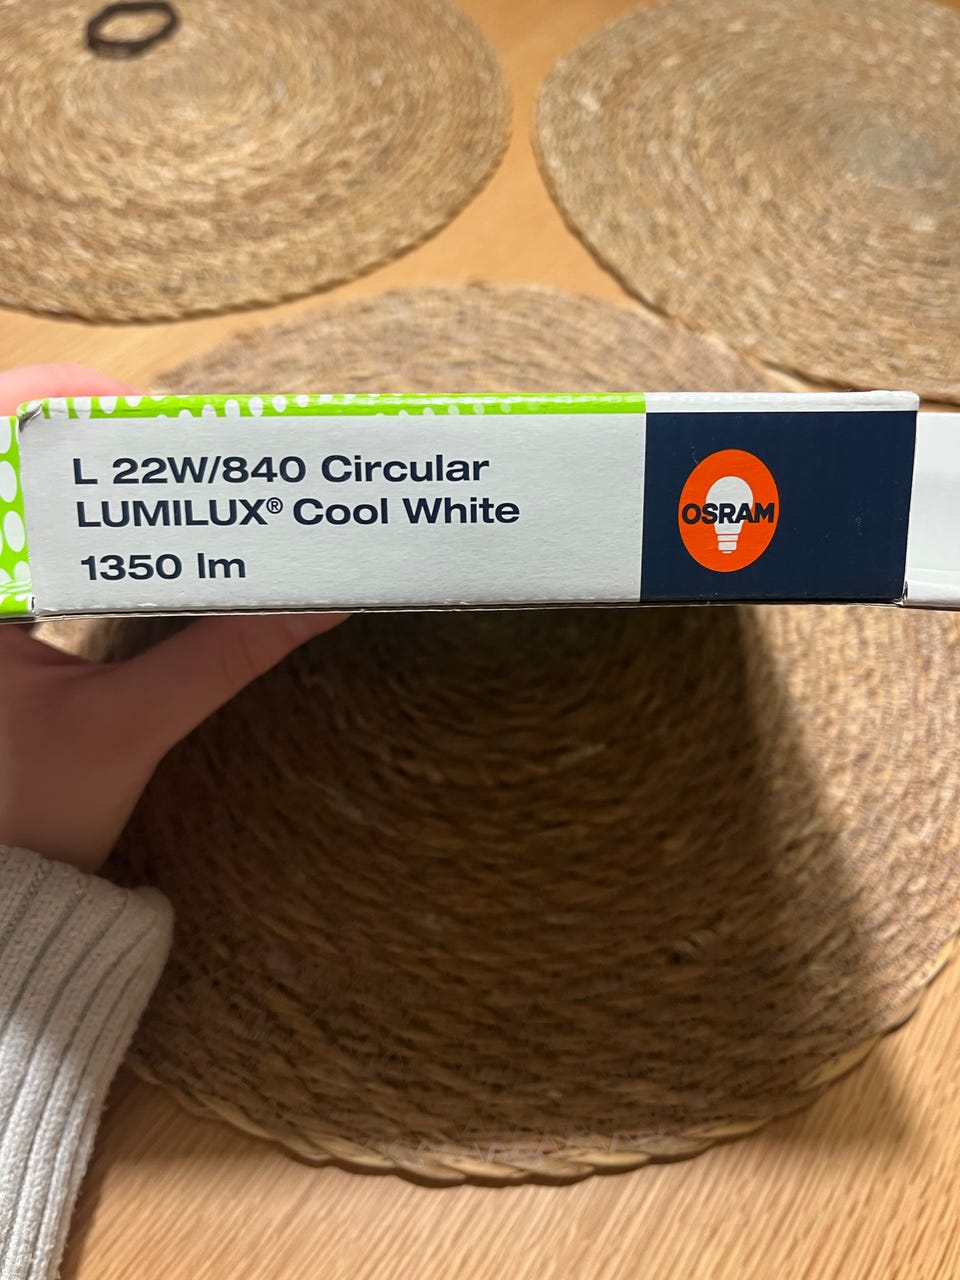 L 22W/840 Circular
LUMILUX® Cool White
1350 lm
OSRAM